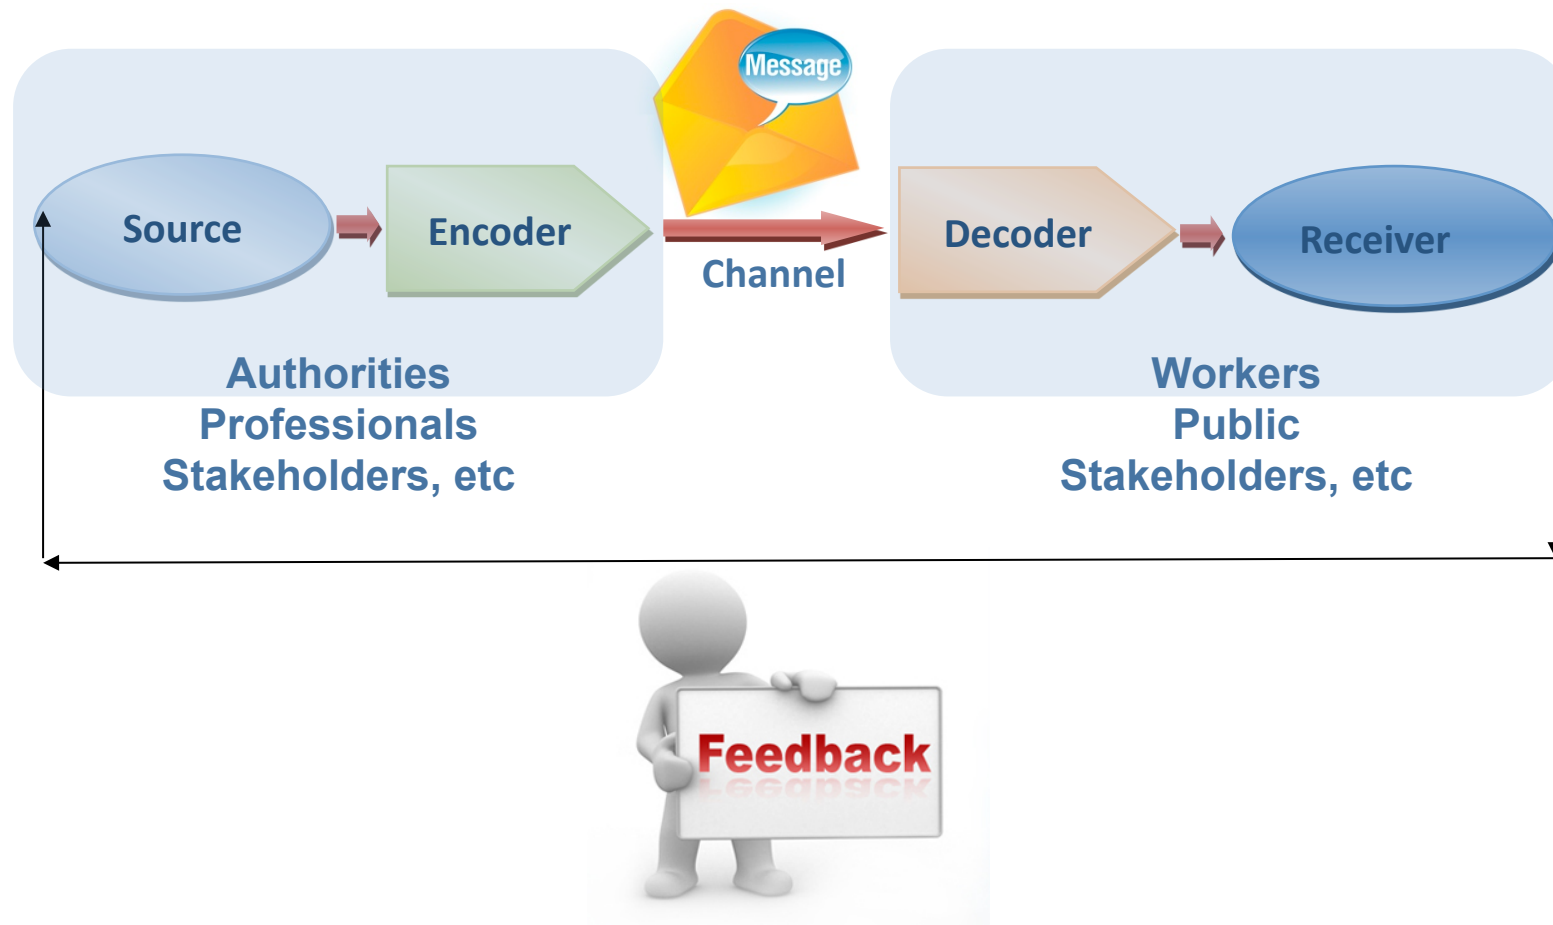 Message
Source
Encoder
Channel
Decoder
Receiver
Authorities
Professionals
Stakeholders, etc
Workers
Public
Stakeholders, etc
Feedback